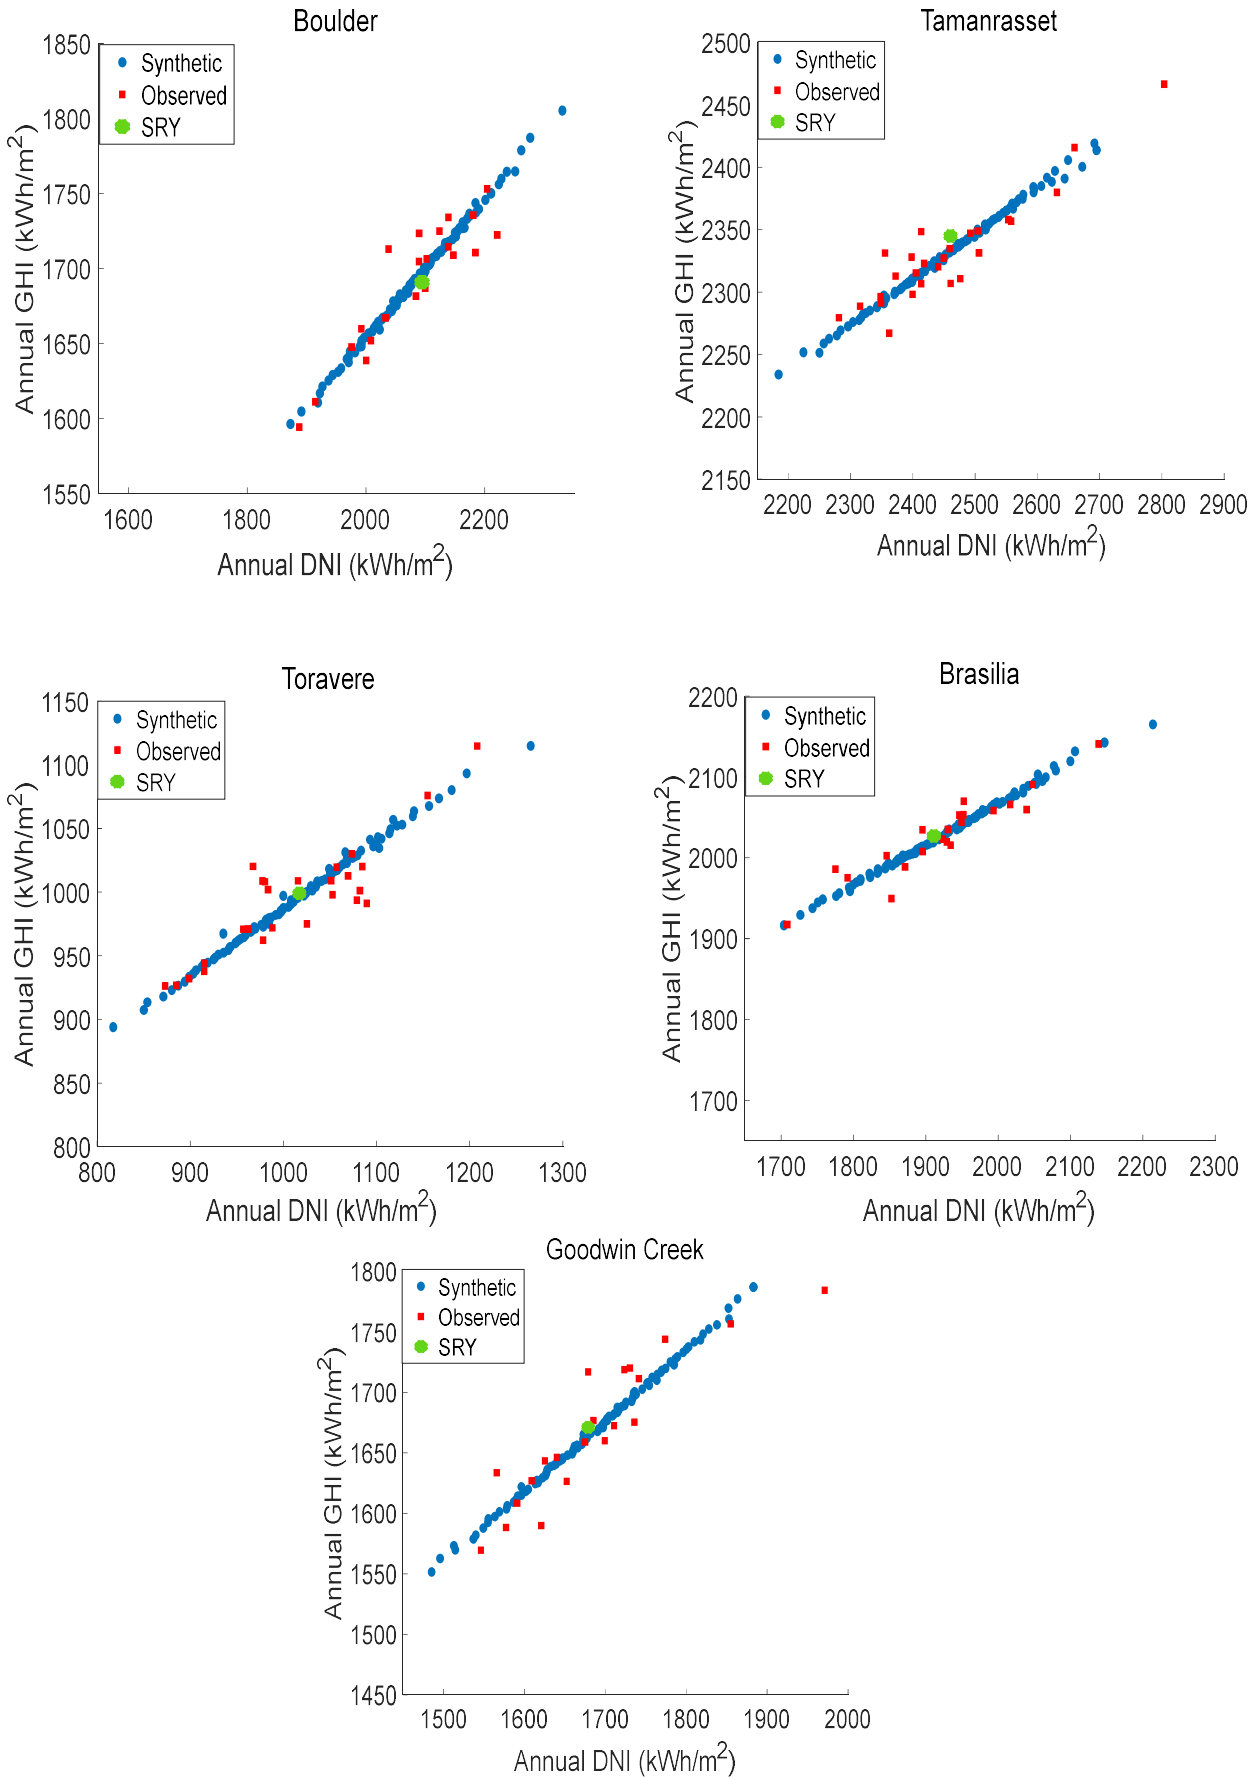 Boulder
Synthetic
Observed
SRY
1850
1800
1750
1700
1650
1600
1550
Annual GHI (kWh/m2)
1600
1800
2000
2200
Annual DNI (kWh/m2)
Tamanrasset
Synthetic
Observed
SRY
2500
2450
2400
2350
2300
2250
2200
2150
Annual GHI (kWh/m2)
2200
2300
2400
2500
2600
2700
2800
2900
Annual DNI (kWh/m2)
Toravere
Synthetic
Observed
SRY
1150
1100
1050
1000
950
900
850
800
Annual GHI (kWh/m2)
800
900
1000
1100
1200
1300
Annual DNI (kWh/m2)
Brasilia
Synthetic
Observed
SRY
2200
2100
2000
1900
1800
1700
Annual GHI (kWh/m2)
1700
1800
1900
2000
2100
2200
2300
Annual DNI (kWh/m2)
Goodwin Creek
Synthetic
Observed
SRY
1800
1750
1700
1650
1600
1550
1500
1450
Annual GHI (kWh/m2)
1500
1600
1700
1800
1900
2000
Annual DNI (kWh/m2)